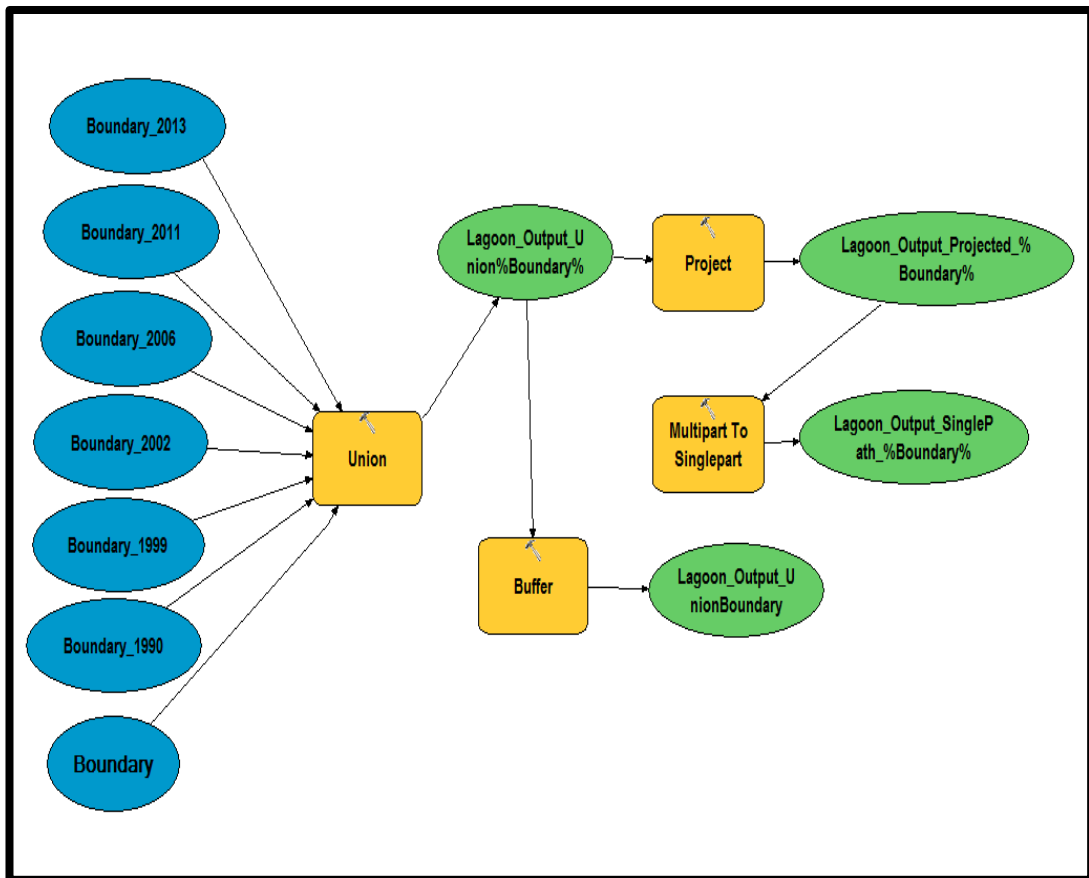 Boundary_2013
Boundary_2011
Boundary_2006
Boundary_2002
Boundary_1999
Boundary_1990
Boundary
Union
Lagoon_Output_U
nion%Boundary%
Project
Lagoon_Output_Projected_%
Boundary%
Multipart To
Singlepart
Lagoon_Output_SingleP
ath_%Boundary%
Buffer
Lagoon_Output_U
nionBoundary